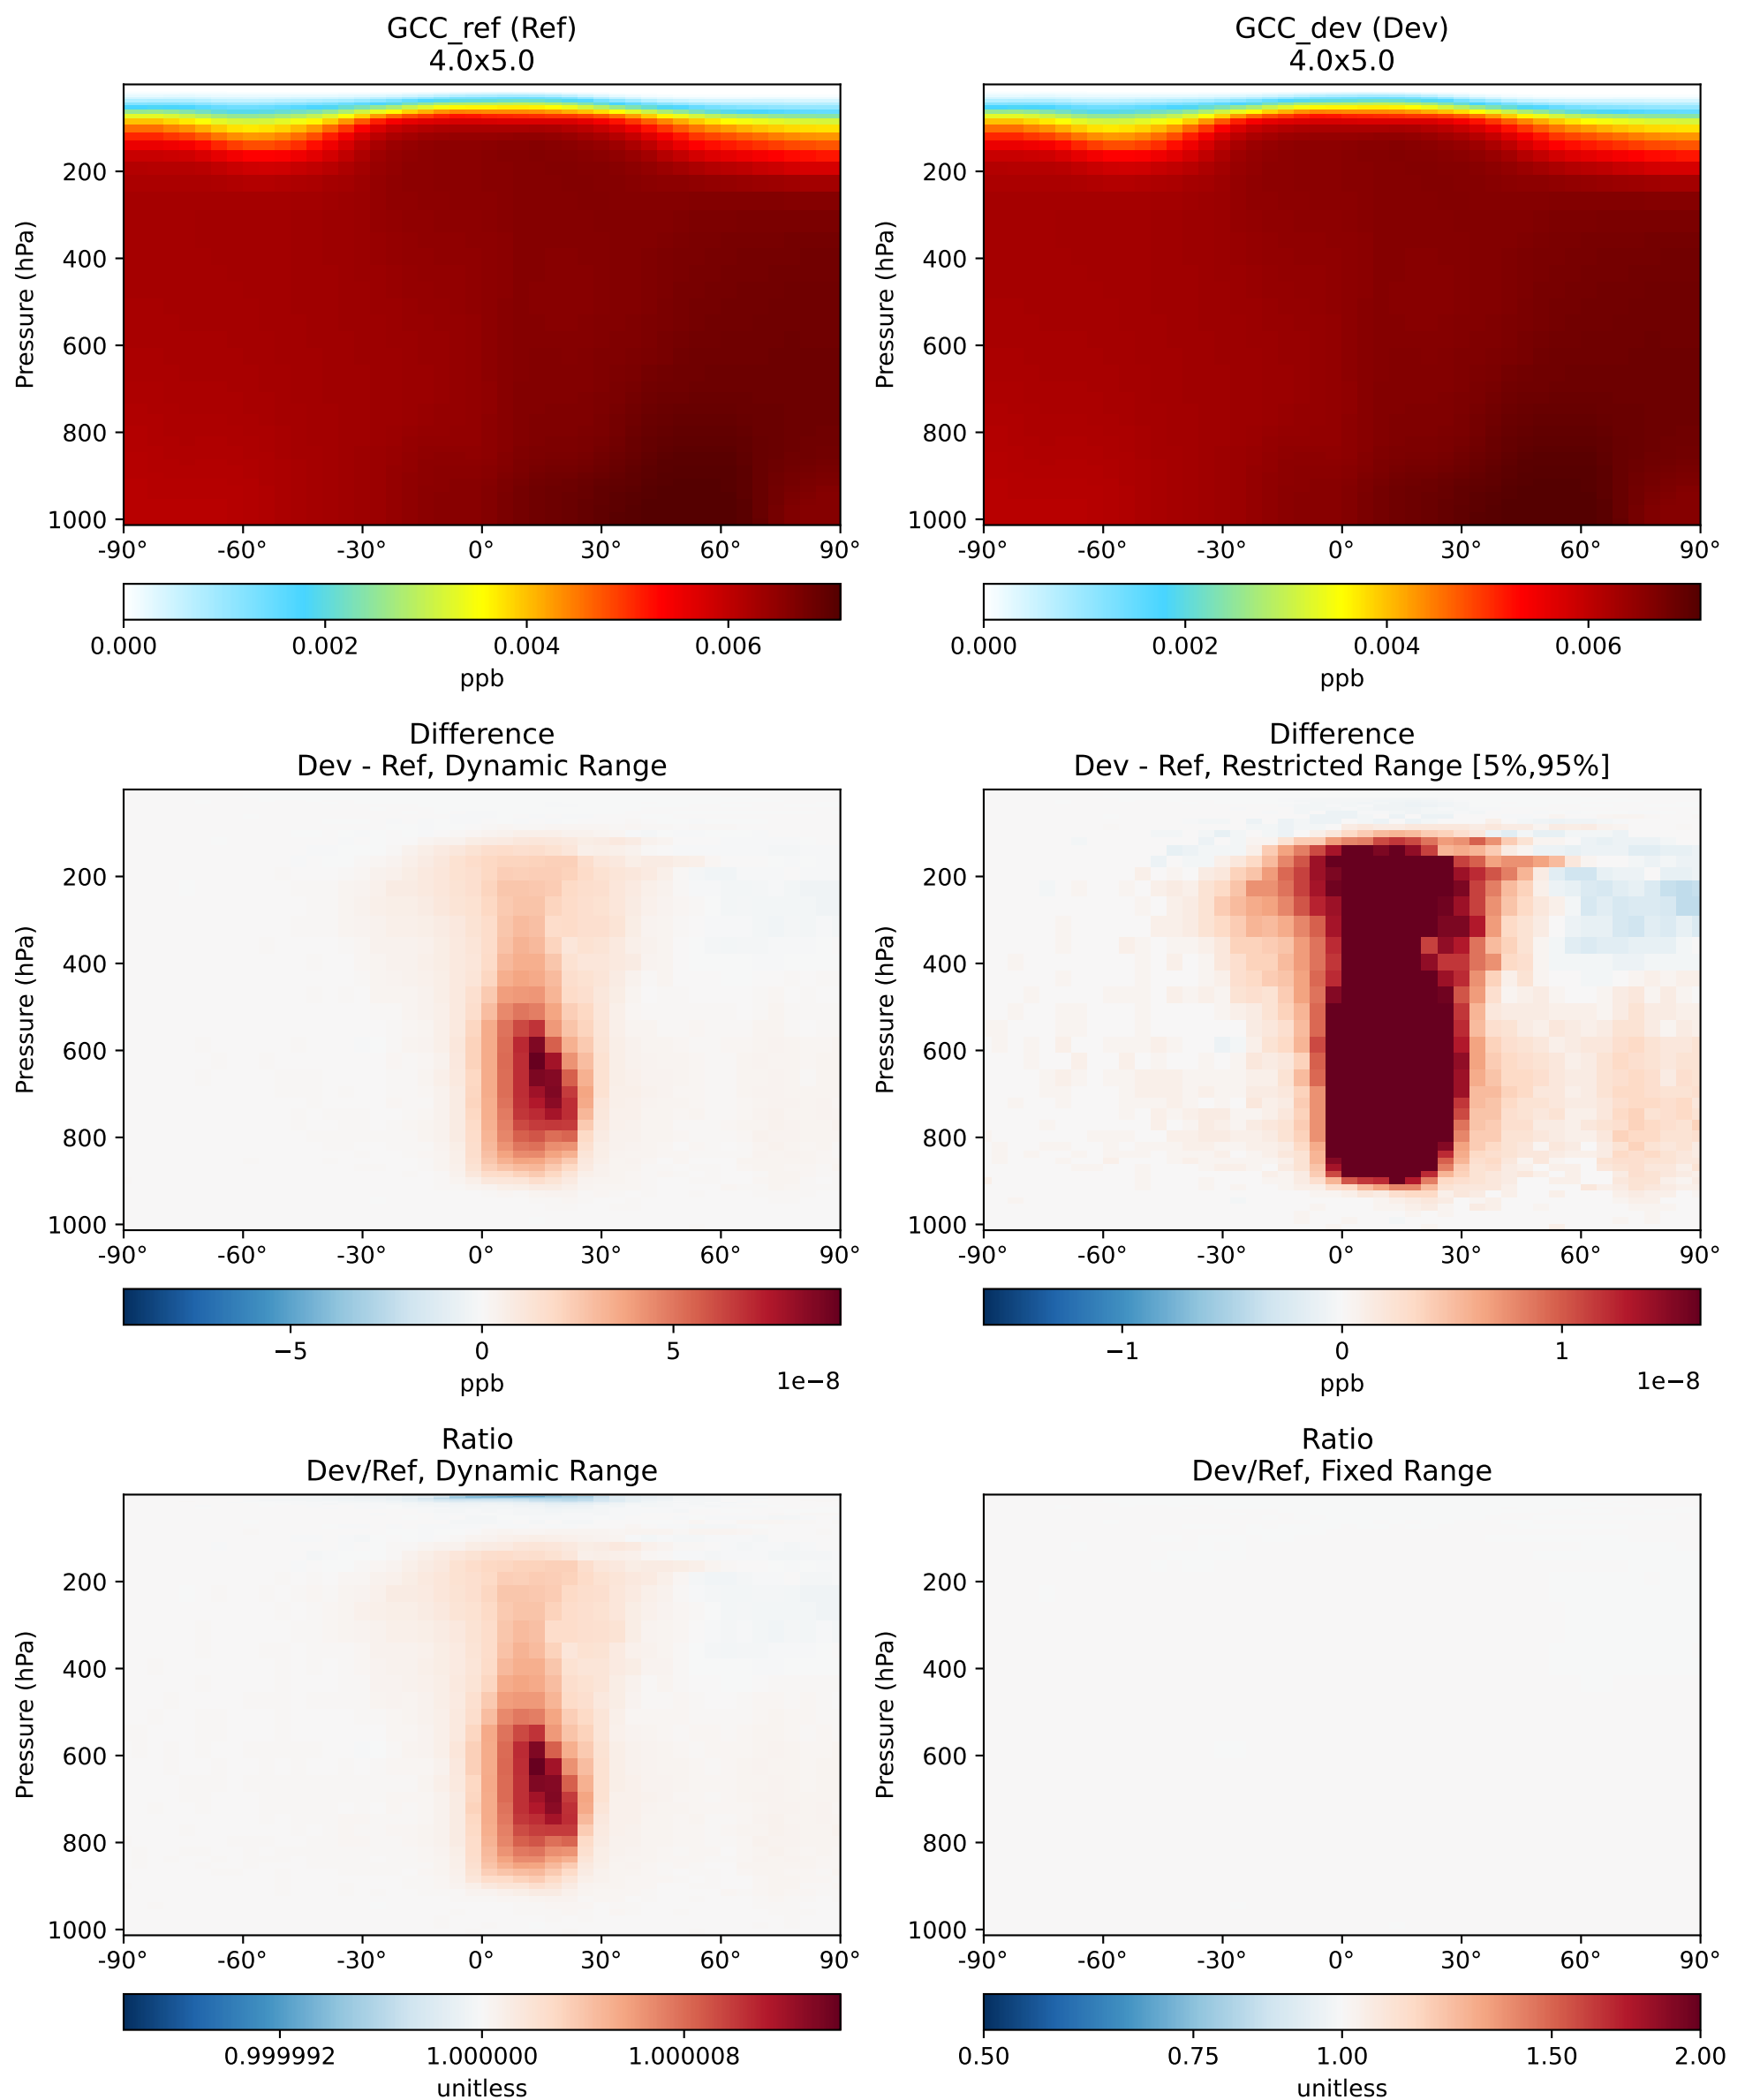 GCC_ref (Ref)
4.0x5.0
Pressure (hPa)
200
400
600
800
1000
-90° -60° -30° 0° 30° 60° 90°
0.000 0.002 0.004 0.006
ppb
GCC_dev (Dev)
4.0x5.0
Pressure (hPa)
200
400
600
800
1000
-90° -60° -30° 0° 30° 60° 90°
0.000 0.002 0.004 0.006
ppb
Difference
Dev - Ref, Dynamic Range
Pressure (hPa)
200
400
600
800
1000
-90° -60° -30° 0° 30° 60° 90°
−5 0 5
ppb
1e−8
Difference
Dev - Ref, Restricted Range [5%,95%]
Pressure (hPa)
200
400
600
800
1000
-90° -60° -30° 0° 30° 60° 90°
−1 0 1
ppb
1e−8
Ratio
Dev/Ref, Dynamic Range
Pressure (hPa)
200
400
600
800
1000
-90° -60° -30° 0° 30° 60° 90°
0.999992 1.000000 1.000008
unitless
Ratio
Dev/Ref, Fixed Range
Pressure (hPa)
200
400
600
800
1000
-90° -60° -30° 0° 30° 60° 90°
0.50 0.75 1.00 1.50 2.00
unitless